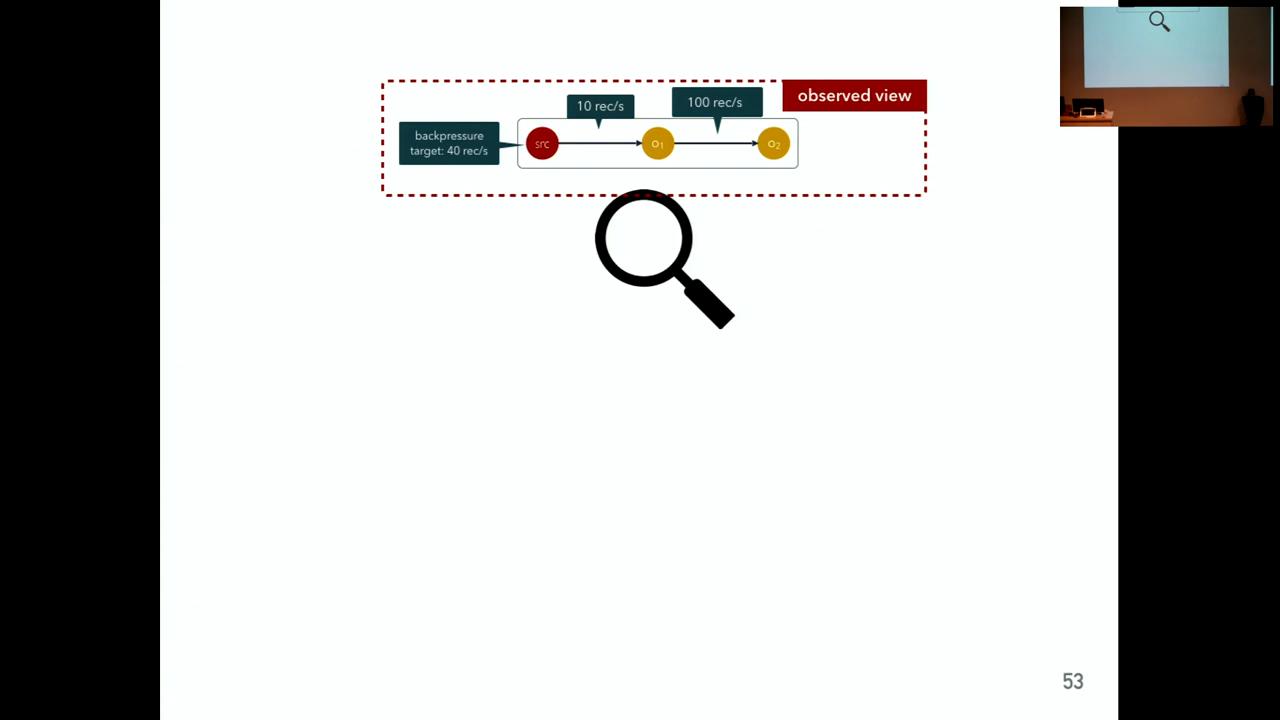 observed view
10 rec/s
100 rec/s
backpressure
target: 40 rec/s
src
o₁
o₂
53